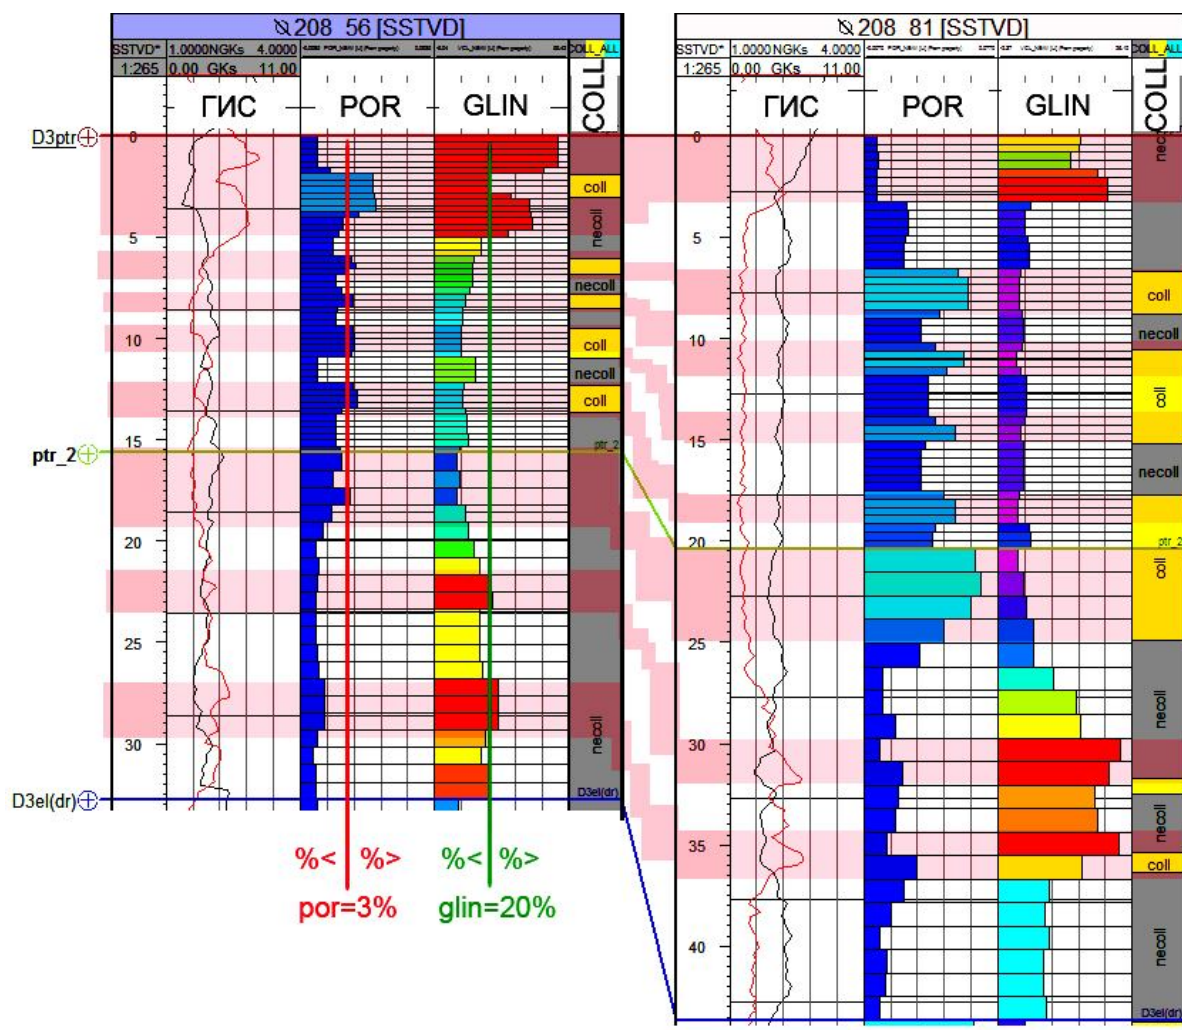 208 56 [SSTVD]
SSTVD* 1.0000 NGKs 4.0000 COLL_ALL
1:265 0.00 GKs 11.00
ГИС POR GLIN COLL
D3ptr
0
coll
necoll
5
necoll
10
coll
necoll
coll
15
ptr_2
ptr_2
20
25
30
necoll
D3el(dr)
D3el(dr)
%< %> %< %>
por=3% glin=20%
208 81 [SSTVD]
SSTVD* 1.0000 NGKs 4.0000 COLL_ALL
1:265 0.00 GKs 11.00
ГИС POR GLIN COLL
0
necoll
5
coll
10
necoll
coll
15
necoll
20
ptr_2
coll
25
necoll
30
necoll
35
coll
40
necoll
D3el(dr)